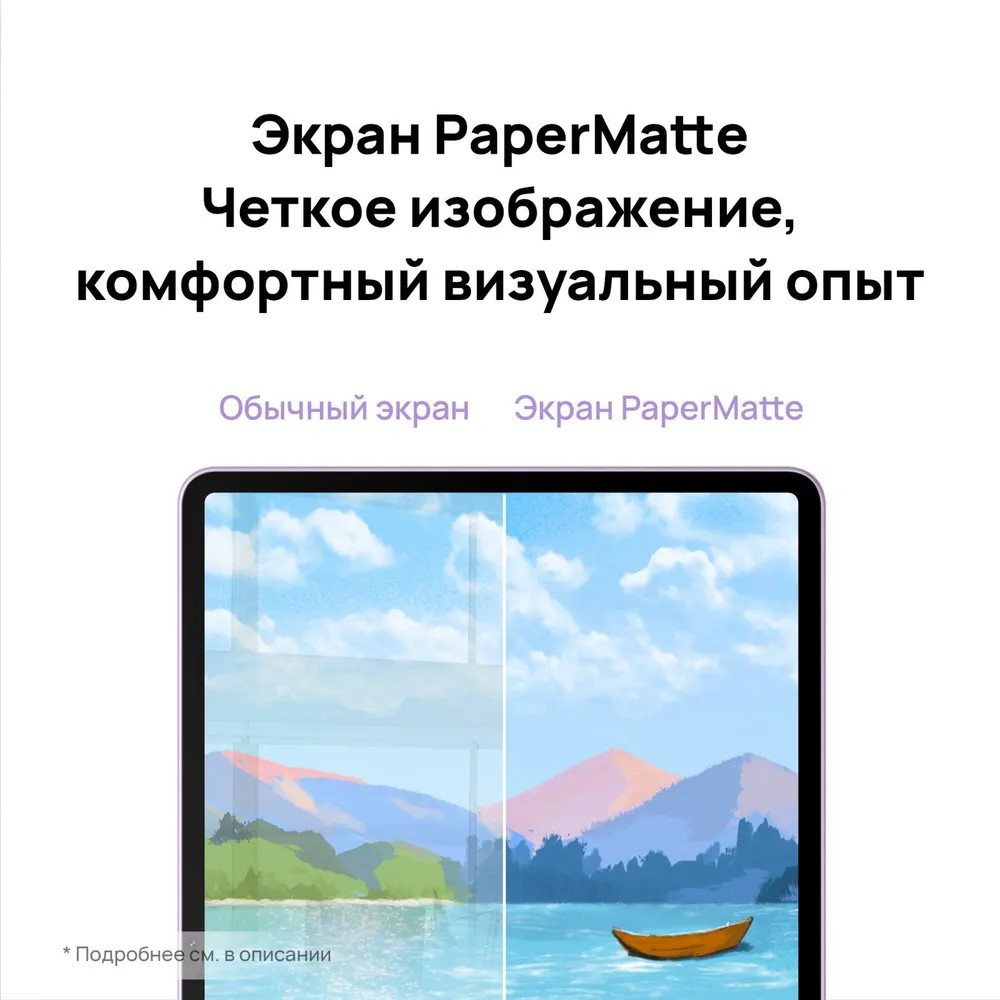 Экран PaperMatte
Четкое изображение,
комфортный визуальный опыт
Обычный экран Экран PaperMatte
* Подробнее см. в описании